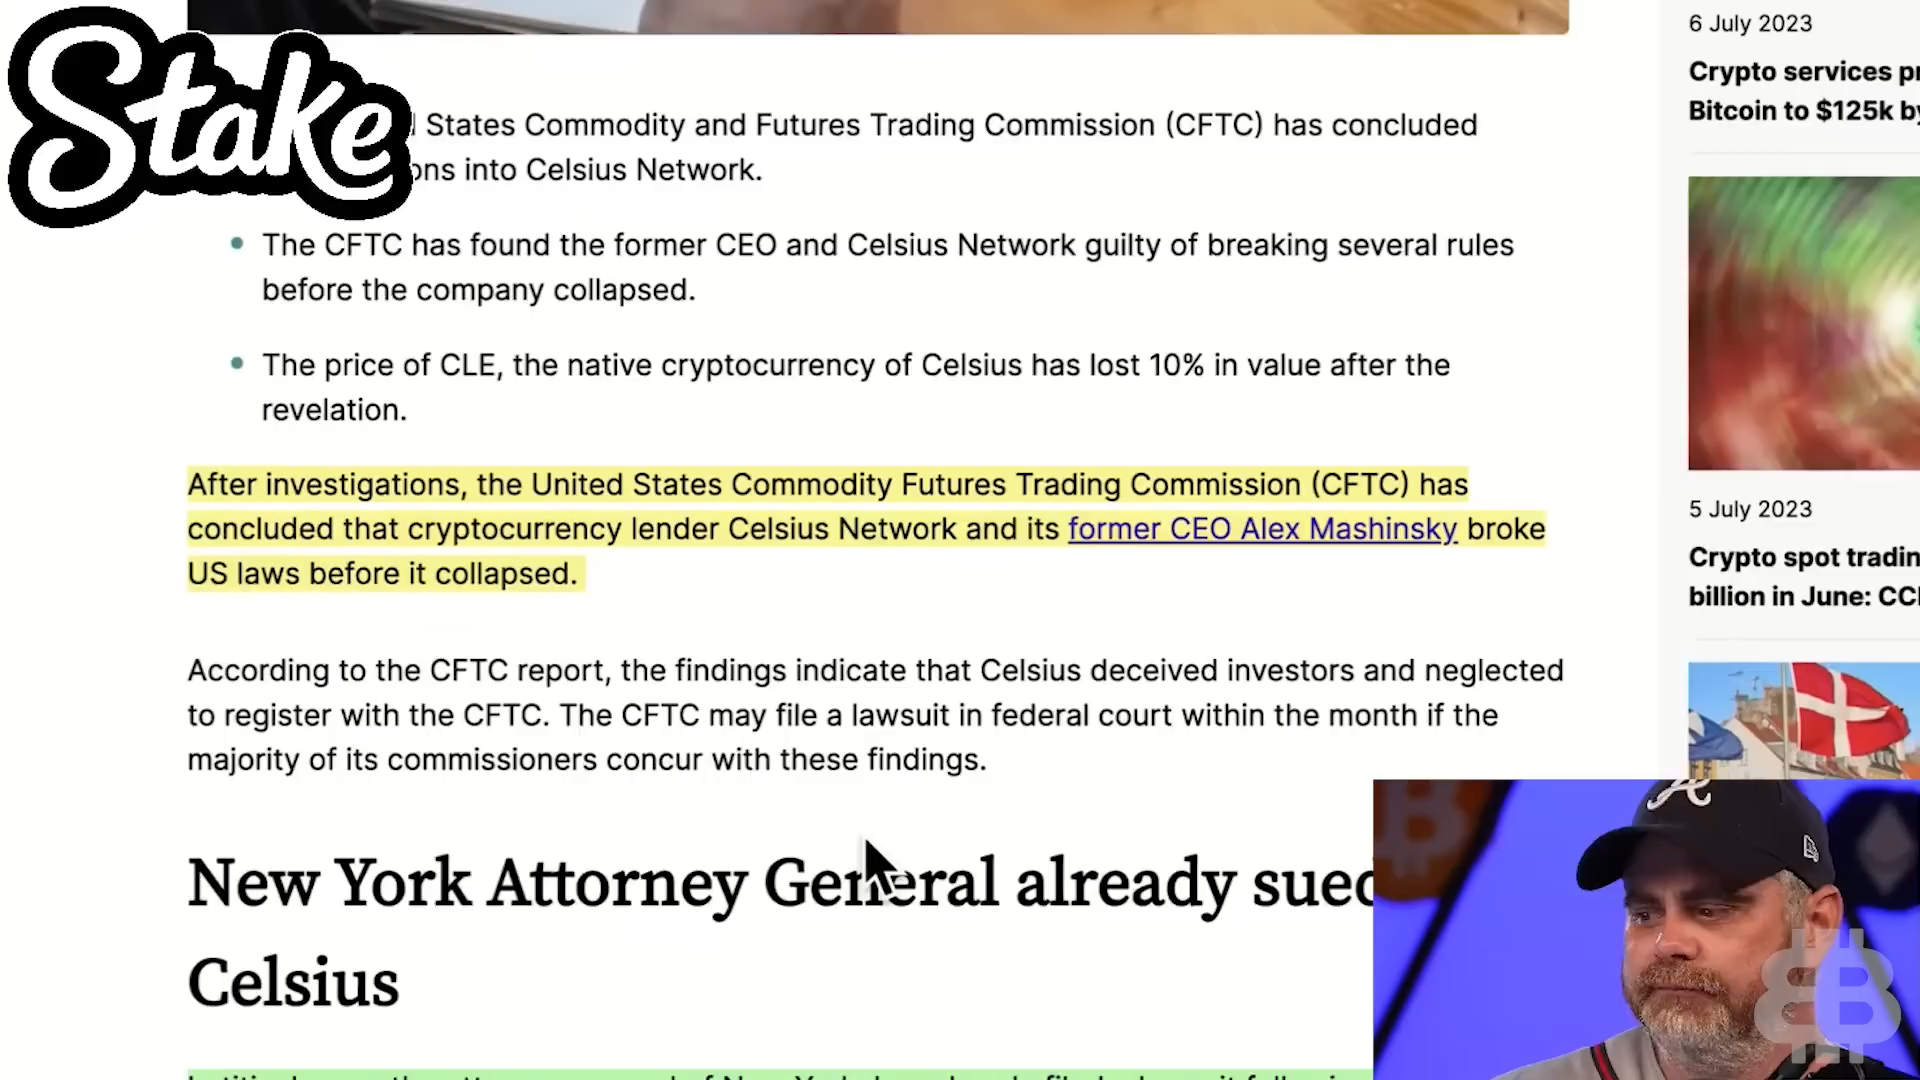 Stake
States Commodity and Futures Trading Commission (CFTC) has concluded
into Celsius Network.
The CFTC has found the former CEO and Celsius Network guilty of breaking several rules
before the company collapsed.
The price of CLE, the native cryptocurrency of Celsius has lost 10% in value after the
revelation.
After investigations, the United States Commodity Futures Trading Commission (CFTC) has
concluded that cryptocurrency lender Celsius Network and its former CEO Alex Mashinsky broke
US laws before it collapsed.
According to the CFTC report, the findings indicate that Celsius deceived investors and neglected
to register with the CFTC. The CFTC may file a lawsuit in federal court within the month if the
majority of its commissioners concur with these findings.
New York Attorney General already sued
Celsius
6 July 2023
Crypto services
Bitcoin to $125k
5 July 2023
Crypto spot
billion in June:
A